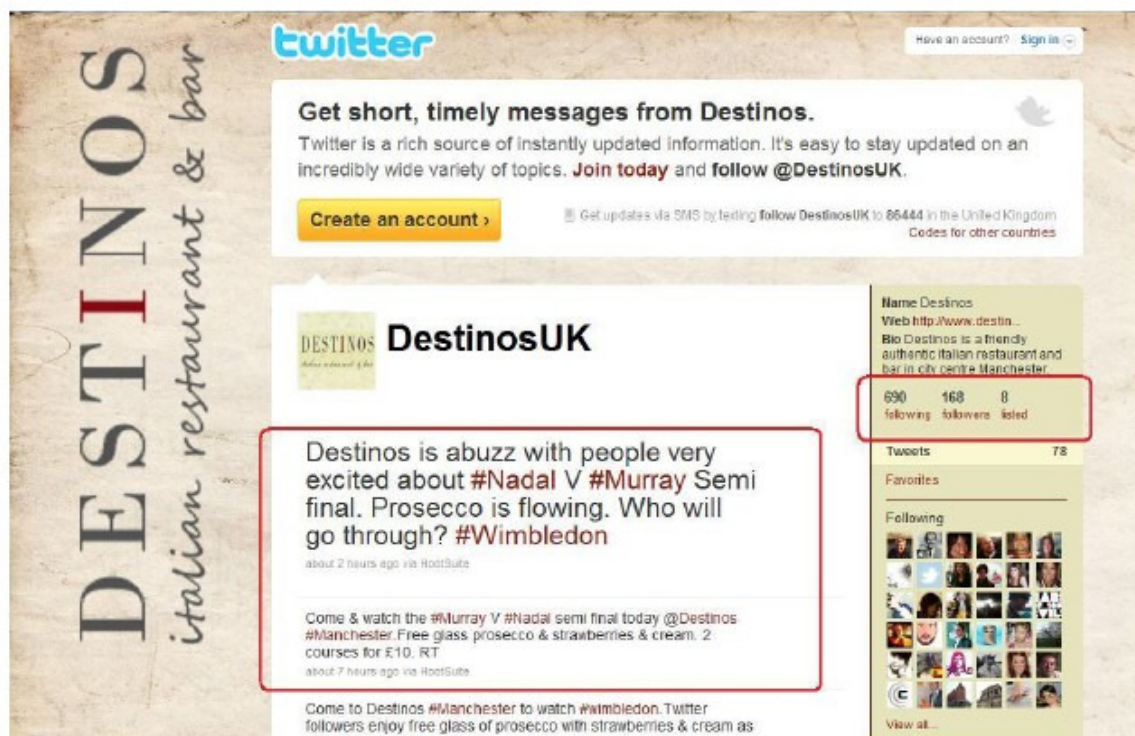 DESTINOS
italian restaurant & bar
twitter
Have an account? Sign in
Get short, timely messages from Destinos.
Twitter is a rich source of instantly updated information. It's easy to stay updated on an
incredibly wide variety of topics. Join today and follow @DestinosUK.
Create an account ›
Get updates via SMS by texting follow DestinosUK to 86444 in the United Kingdom
Codes for other countries
DESTINOS
DestinosUK
Destinos is abuzz with people very
excited about #Nadal V #Murray Semi
final. Prosecco is flowing. Who will
go through? #Wimbledon
about 2 hours ago via HootSuite
Come & watch the #Murray V #Nadal semi final today @Destinos
#Manchester.Free glass prosecco & strawberries & cream. 2
courses for £10. RT
about 7 hours ago via HootSuite
Come to Destinos #Manchester to watch #wimbledon.Twitter
followers enjoy free glass of prosecco with strawberries & cream as
Name Destinos
Web http://www.destin...
Bio Destinos is a friendly
authentic italian restaurant and
bar in city centre Manchester
690 168 8
following followers listed
Tweets 78
Favorites
Following
View all...